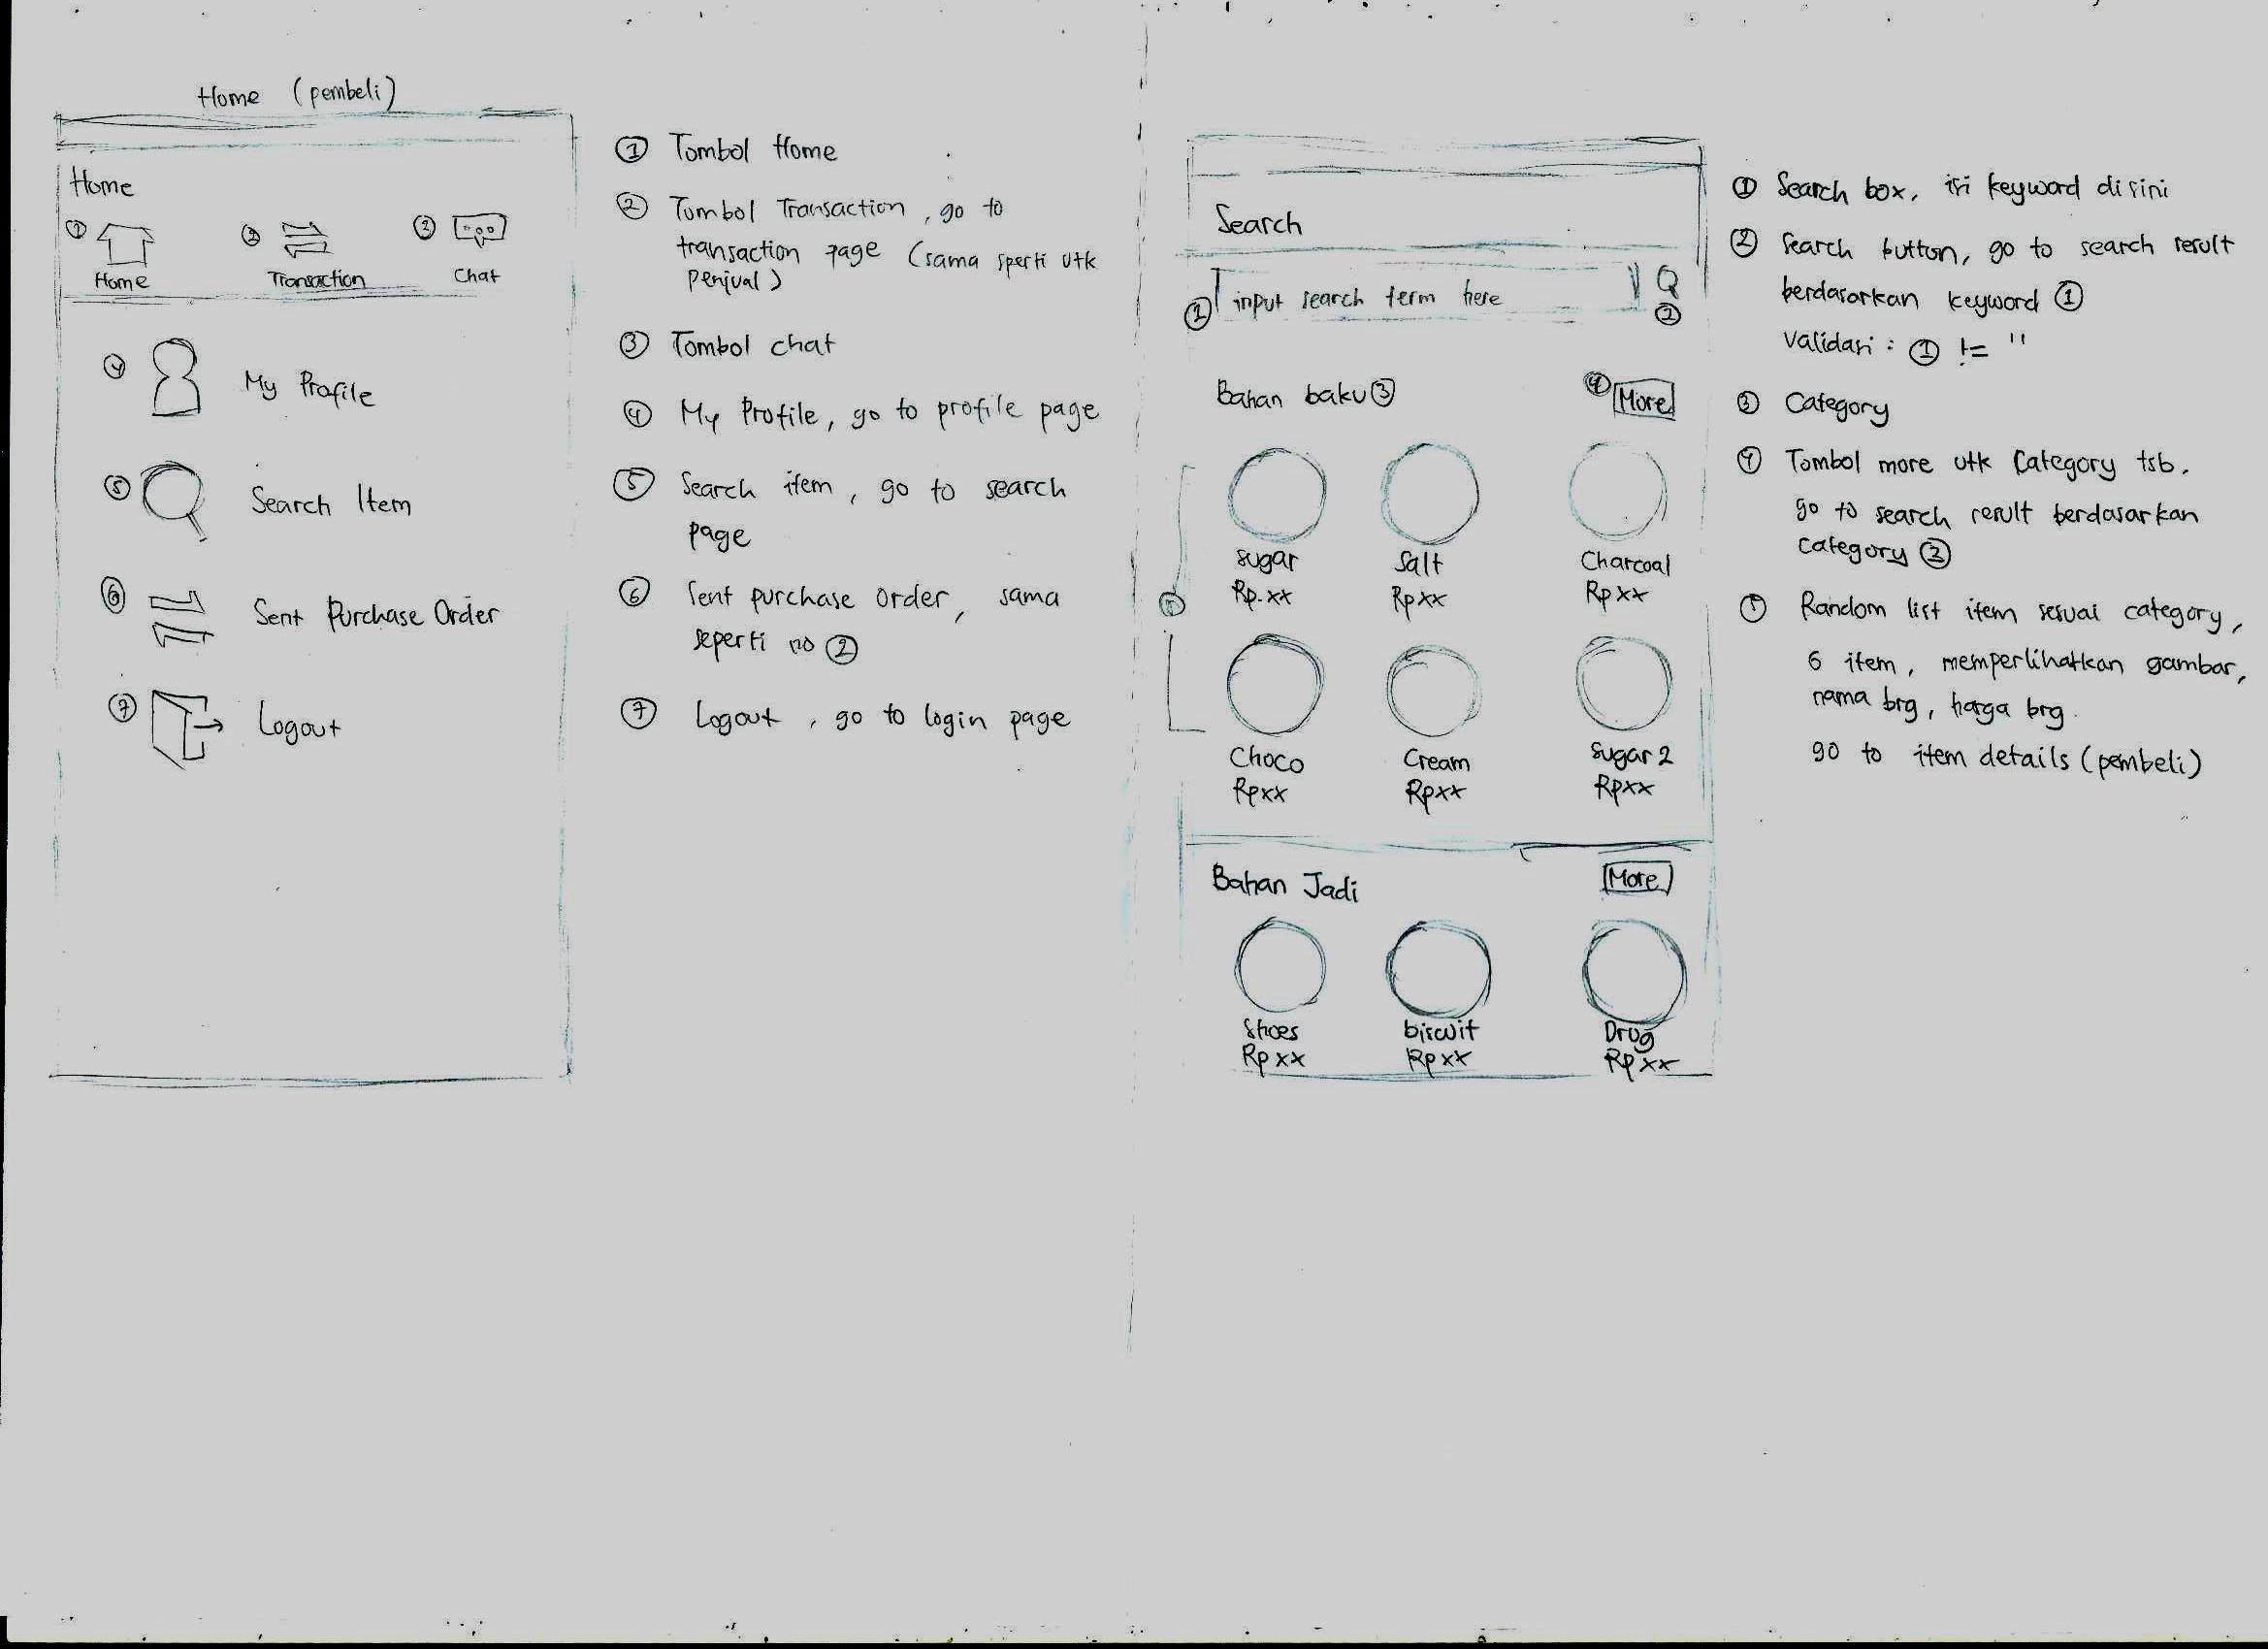 Home (pembeli)
Home
① ② ③
Home Transaction Chat
④ My Profile
⑤ Search Item
⑥ Sent Purchase Order
⑦ Logout
① Tombol Home
② Tombol Transaction, go to
transaction page (sama sperti utk
penjual)
③ Tombol chat
④ My Profile, go to profile page
⑤ Search item, go to search
page
⑥ Sent purchase order, sama
seperti no ②
⑦ Logout, go to login page
Search
① input search term here ②
Bahan baku ③ ④ More
Sugar Salt Charcoal
Rp.xx Rpxx Rpxx
⑤
Choco Cream Sugar 2
Rpxx Rpxx Rpxx
Bahan Jadi More
Shoes biscuit Drug
Rpxx Rpxx Rpxx
① Search box, isi keyword disini
② Search button, go to search result
berdasarkan keyword ①
Validasi : ① != ''
③ Category
④ Tombol more utk Category tsb.
go to search result berdasarkan
category ③
⑤ Random list item sesuai category,
6 item, memperlihatkan gambar,
nama brg, harga brg.
go to item details (pembeli)